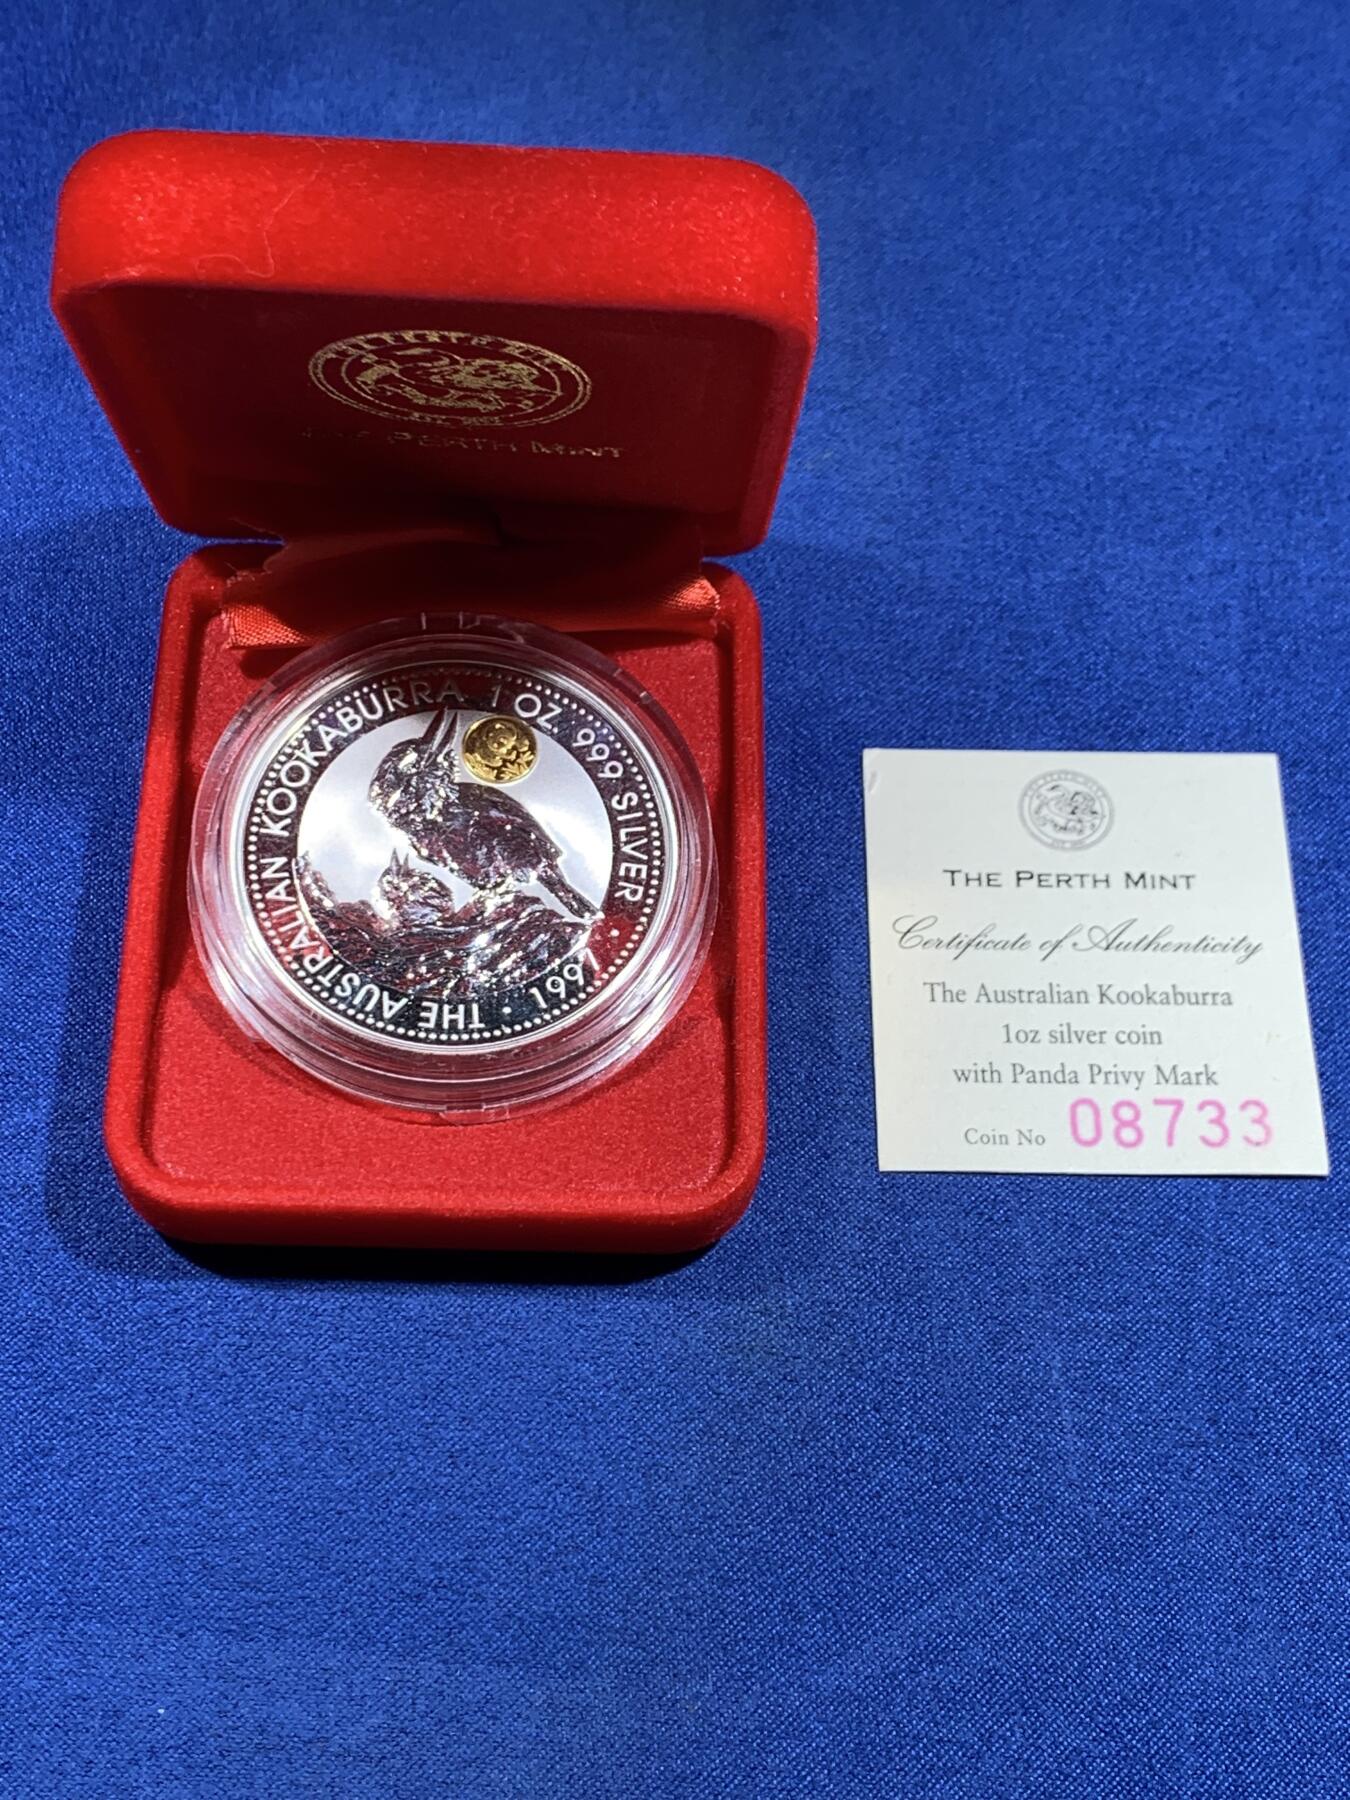 THE PERTH MINT
THE AUSTRALIAN KOOKABURRA 1 OZ 999 SILVER • 1997 •
THE PERTH MINT
Certificate of Authenticity
The Australian Kookaburra
1oz silver coin
with Panda Privy Mark
Coin No 08733